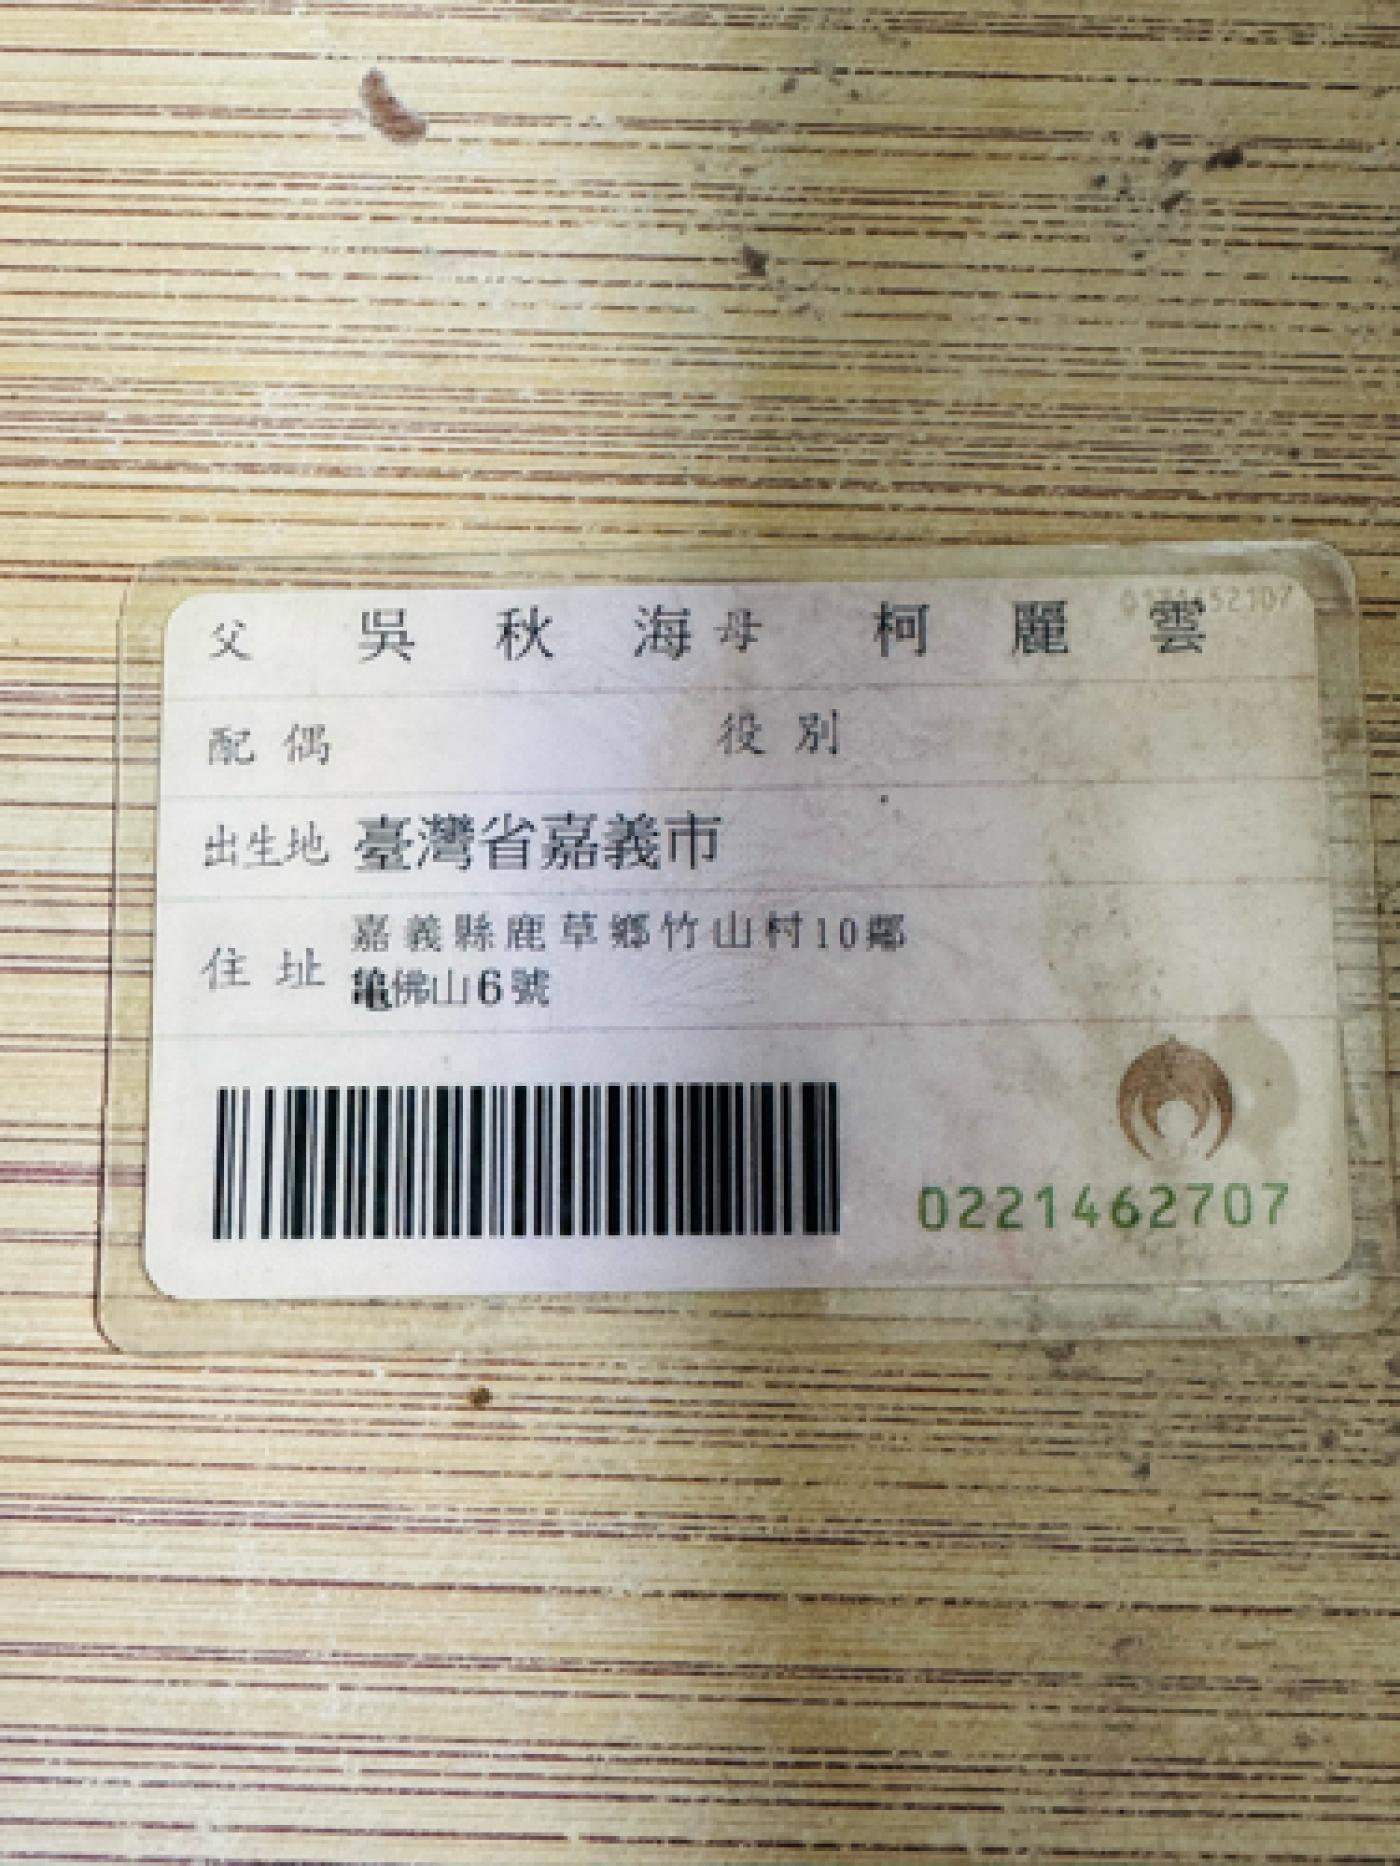 父 吳秋海 母 柯麗雲
配偶 役別
出生地 臺灣省嘉義市
住址 嘉義縣鹿草鄉竹山村10鄰
龜佛山6號
0221462707